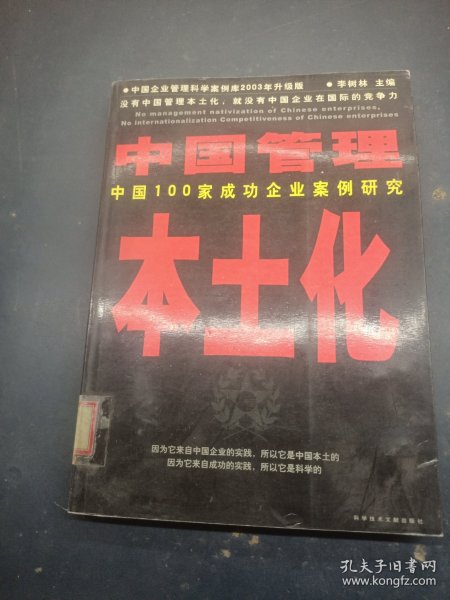 ●中国企业管理科学案例库2003年升级版 ●李树林 主编
没有中国管理本土化，就没有中国企业在国际的竞争力
No management nativization of Chinese enterprises,
No internationalization Competitiveness of Chinese enterprises
中国管理
中国100家成功企业案例研究
本土化
因为它来自中国企业的实践，所以它是中国本土的
因为它来自成功的实践，所以它是科学的
科学技术文献出版社
孔夫子旧书网
www.kongfz.com